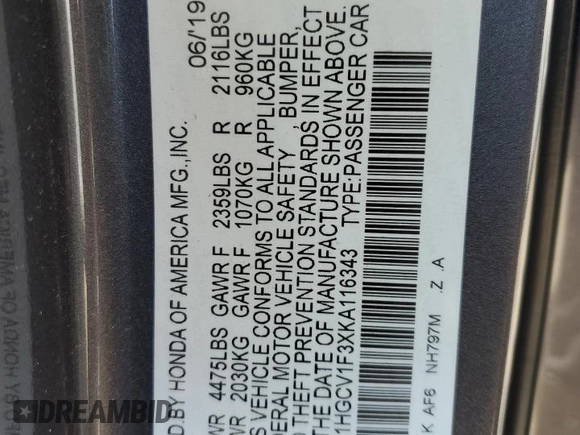 D.BY HONDA OF AMERICA MFG.,INC. 06/'19
WR 4475LBS GAWR F 2359LBS R 2116LBS
WR 2030KG GAWR F 1070KG R 960KG
S VEHICLE CONFORMS TO ALL APPLICABLE
DERAL MOTOR VEHICLE SAFETY BUMPER,
D THEFT PREVENTION STANDARDS, IN EFFECT
THE DATE OF MANUFACTURE SHOWN ABOVE.
1HGCV1F3XKA116343 TYPE:PASSENGER CAR
K AF6 NH797M .Z .A
DREAMBID